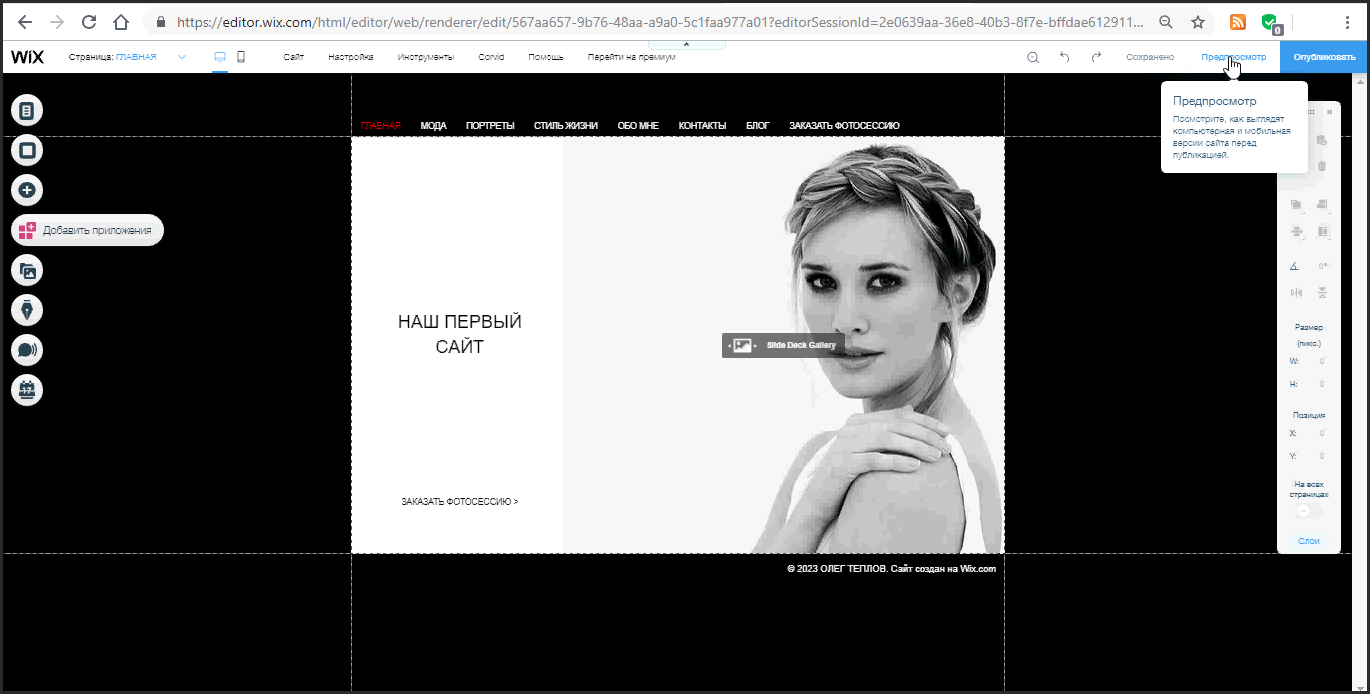 https://editor.wix.com/html/editor/web/renderer/edit/567aa657-9b76-48aa-a9a0-5c1faa977a01?editorSessionId=2e0639aa-36e8-40b3-8f7e-bffdae612911...
0
WiX Страница: ГЛАВНАЯ Сайт Настройка Инструменты Corvid Помощь Перейти на премиум Сохранено Предпросмотр Опубликовать
Предпросмотр
Посмотрите, как выглядят
компьютерная и мобильная
версии сайта перед
публикацией.
ГЛАВНАЯ МОДА ПОРТРЕТЫ СТИЛЬ ЖИЗНИ ОБО МНЕ КОНТАКТЫ БЛОГ ЗАКАЗАТЬ ФОТОСЕССИЮ
Добавить приложения
0°
НАШ ПЕРВЫЙ
САЙТ
Slide Deck Gallery
Размер
(пикс.)
W: 0
H: 0
Позиция
X: 0
Y: 0
На всех
страницах
Слои
ЗАКАЗАТЬ ФОТОСЕССИЮ >
© 2023 ОЛЕГ ТЕПЛОВ. Сайт создан на Wix.com